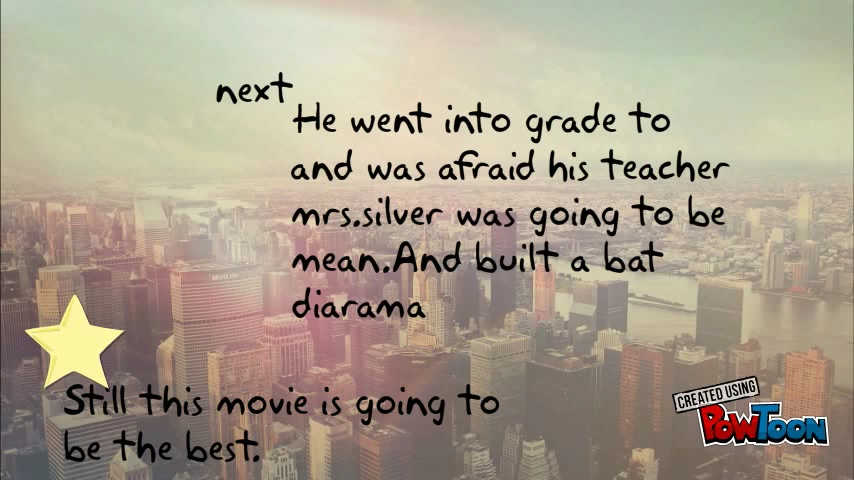 next
He went into grade to
and was afraid his teacher
mrs.silver was going to be
mean.And built a bat
diarama
MetLife
Still this movie is going to
be the best.
CREATED USING
POWTOON